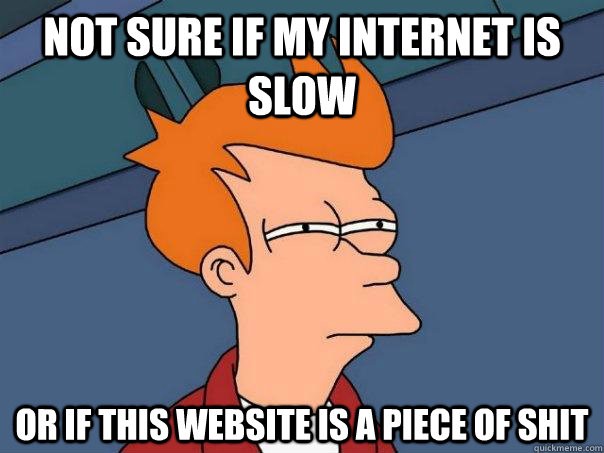 NOT SURE IF MY INTERNET IS
SLOW
OR IF THIS WEBSITE IS A PIECE OF SHIT
quickmeme.com